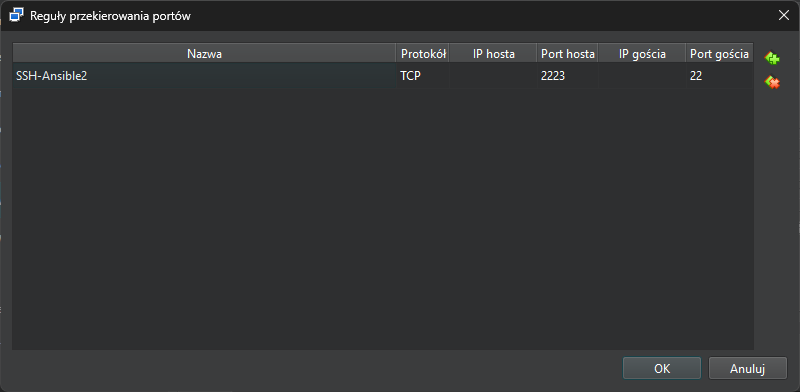 Reguły przekierowania portów
Nazwa Protokół IP hosta Port hosta IP gościa Port gościa
SSH-Ansible2 TCP 2223 22
OK Anuluj